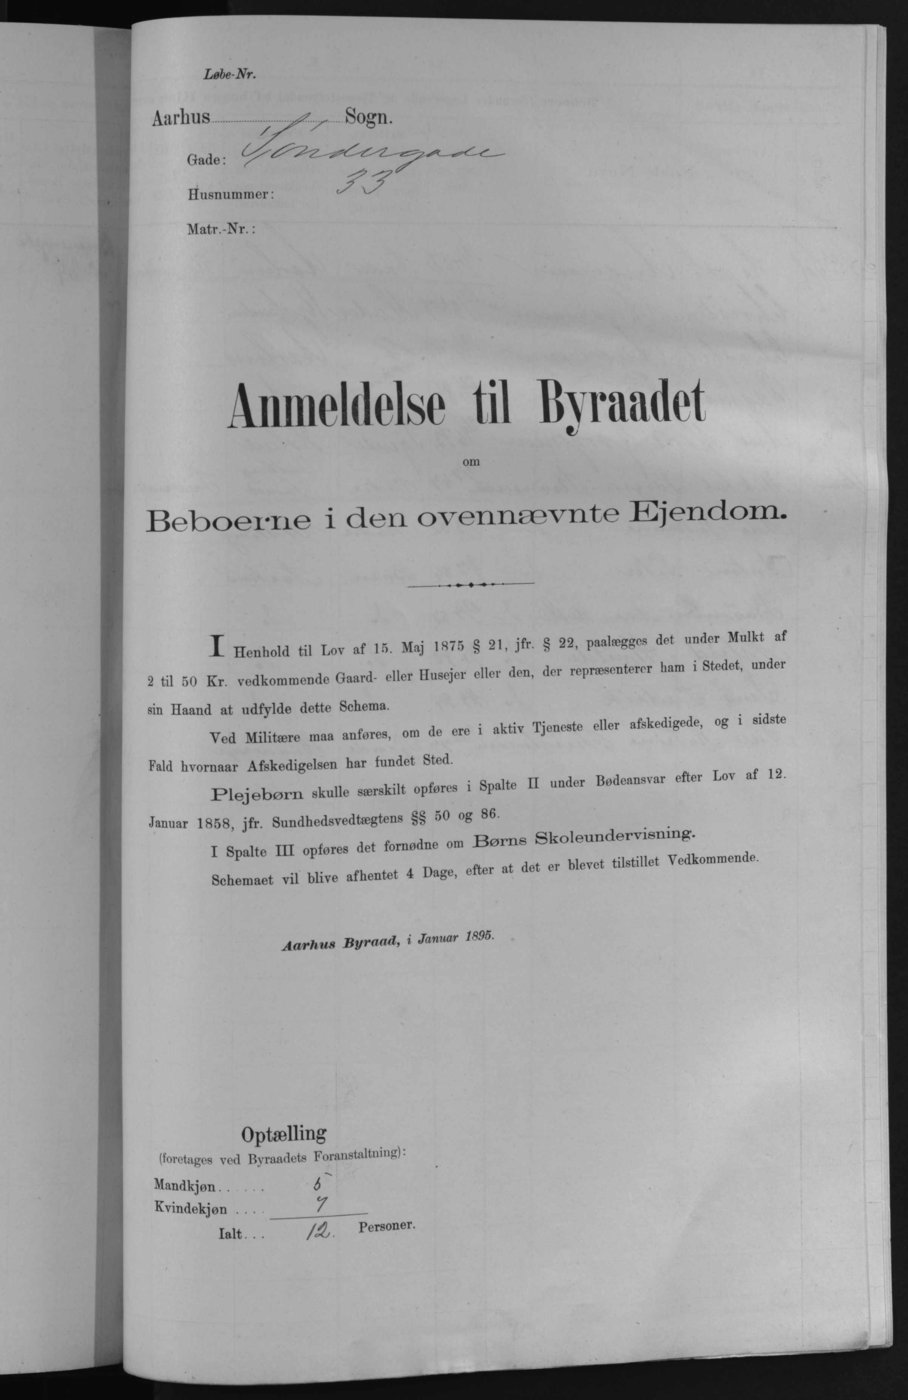 Løbe-Nr.
Aarhus Sogn.
Gade: Søndergade
Husnummer: 33
Matr.-Nr.:
Anmeldelse til Byraadet
om
Beboerne i den ovennævnte Ejendom.
I Henhold til Lov af 15. Maj 1875 § 21, jfr. § 22, paalægges det under Mulkt af
2 til 50 Kr. vedkommende Gaard- eller Husejer eller den, der repræsenterer ham i Stedet, under
sin Haand at udfylde dette Schema.
Ved Militære maa anføres, om de ere i aktiv Tjeneste eller afskedigede, og i sidste
Fald hvornaar Afskedigelsen har fundet Sted.
Plejebørn skulle særskilt opføres i Spalte II under Bødeansvar efter Lov af 12.
Januar 1858, jfr. Sundhedsvedtægtens §§ 50 og 86.
I Spalte III opføres det fornødne om Børns Skoleundervisning.
Schemaet vil blive afhentet 4 Dage, efter at det er blevet tilstillet Vedkommende.
Aarhus Byraad, i Januar 1895.
Optælling
(foretages ved Byraadets Foranstaltning):
Mandkjøn...... 5
Kvindekjøn .... 7
Ialt... 12. Personer.